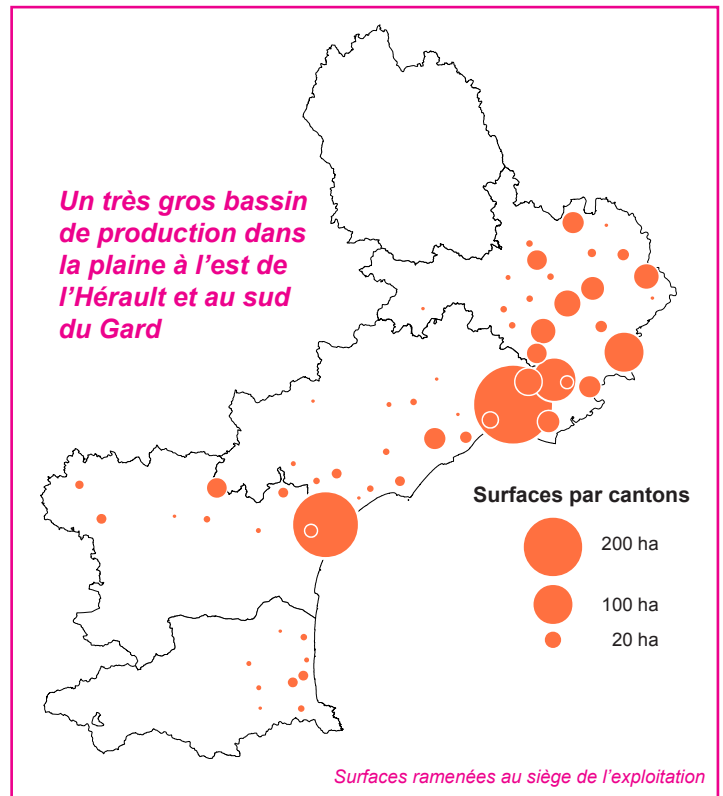 Un très gros bassin
de production dans
la plaine à l'est de
l'Hérault et au sud
du Gard
Surfaces par cantons
200 ha
100 ha
20 ha
Surfaces ramenées au siège de l'exploitation